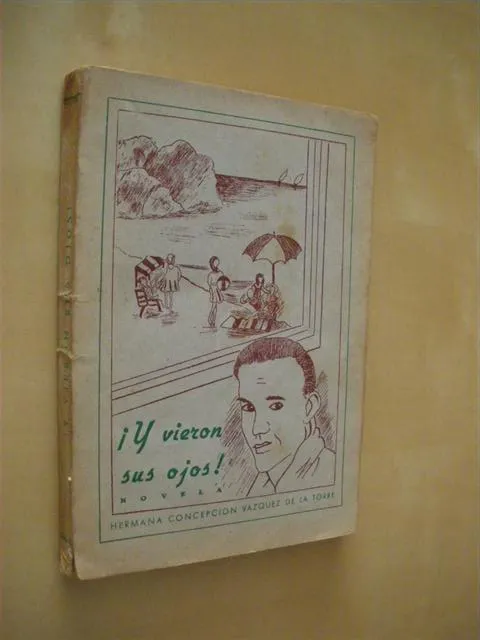 ¡Y vieron
sus ojos!
NOVELA
HERMANA CONCEPCION VAZQUEZ DE LA TORRE